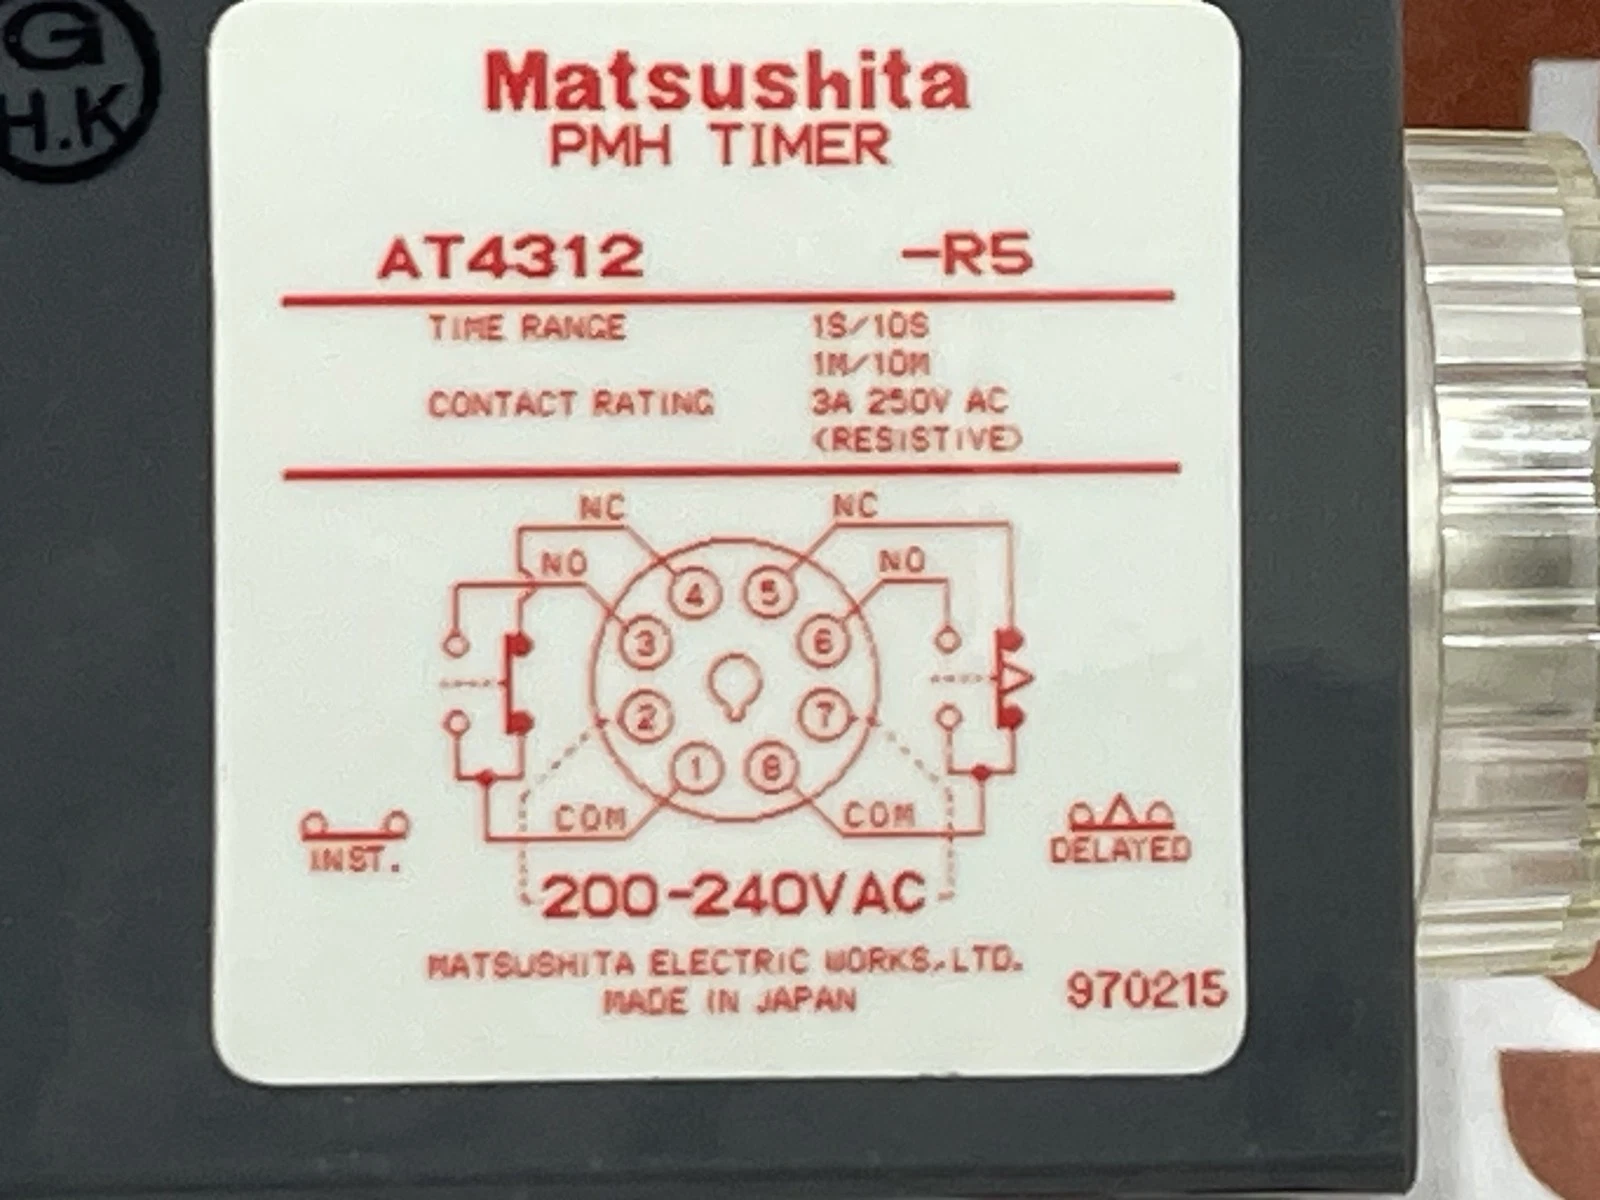 G
H.K
Matsushita
PMH TIMER
AT4312 -R5
TIME RANGE 1S/10S
1M/10M
CONTACT RATING 3A 250V AC
(RESISTIVE)
NC NC
NO NO
4 5
3 6
2 7
1 8
COM COM
INST. DELAYED
200-240VAC
MATSUSHITA ELECTRIC WORKS,LTD.
MADE IN JAPAN 970215